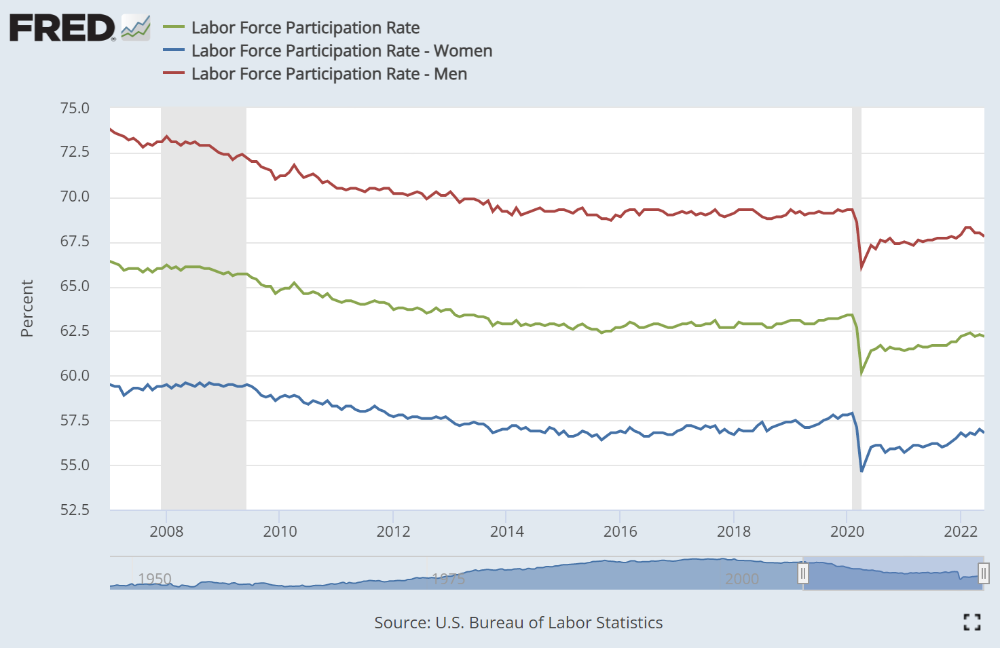 FRED
Labor Force Participation Rate
Labor Force Participation Rate - Women
Labor Force Participation Rate - Men
75.0
72.5
70.0
67.5
65.0
62.5
60.0
57.5
55.0
52.5
Percent
2008 2010 2012 2014 2016 2018 2020 2022
1950 1975 2000
Source: U.S. Bureau of Labor Statistics